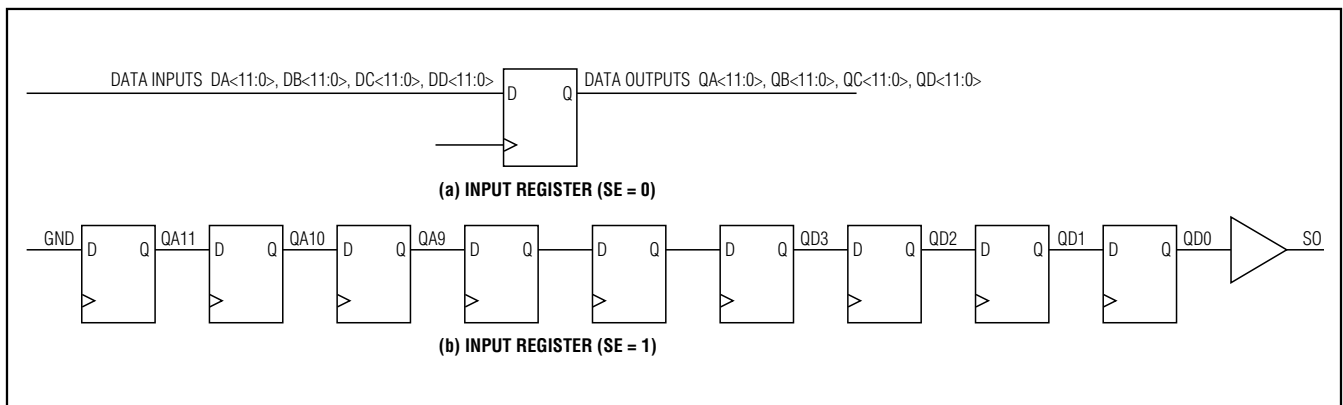 DATA INPUTS DA<11:0>, DB<11:0>, DC<11:0>, DD<11:0>
DATA OUTPUTS QA<11:0>, QB<11:0>, QC<11:0>, QD<11:0>
D Q
(a) INPUT REGISTER (SE = 0)
GND D Q QA11 D Q QA10 D Q QA9 D Q D Q D Q QD3 D Q QD2 D Q QD1 D Q QD0 SO
(b) INPUT REGISTER (SE = 1)